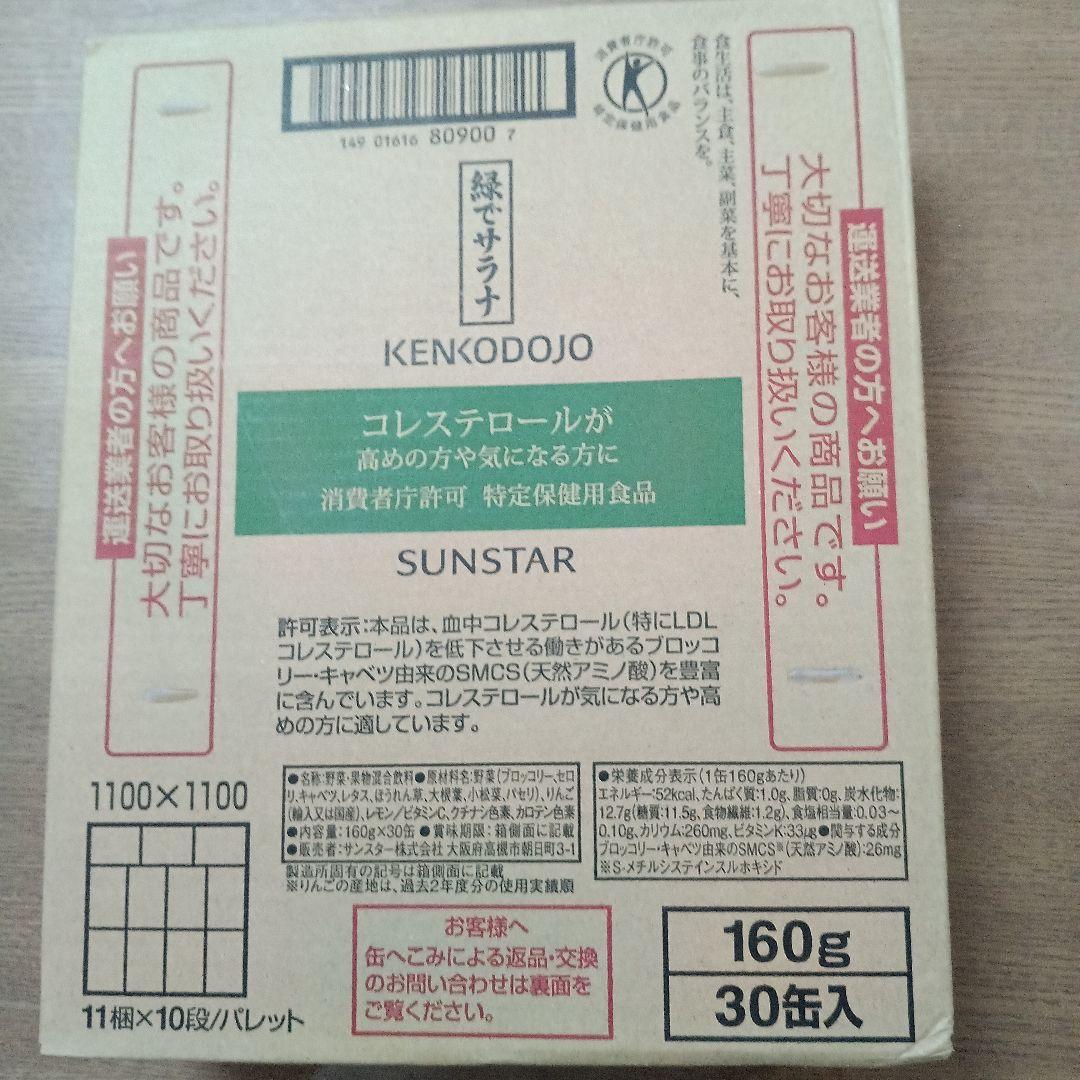 149 01616 80900 7
消費者庁許可
特定保健用食品
食生活は、主食、主菜、副菜を基本に、
食事のバランスを。
緑でサラナ
KENKODOJO
コレステロールが
高めの方や気になる方に
消費者庁許可 特定保健用食品
SUNSTAR
運送業者の方へお願い
大切なお客様の商品です。
丁寧にお取り扱いください。
運送業者の方へお願い
大切なお客様の商品です。
丁寧にお取り扱いください。
許可表示:本品は、血中コレステロール(特にLDL
コレステロール)を低下させる働きがあるブロッコ
リー・キャベツ由来のSMCS(天然アミノ酸)を豊富
に含んでいます。コレステロールが気になる方や高
めの方に適しています。
1100×1100
11梱×10段/パレット
●名称:野菜・果物混合飲料●原材料名:野菜(ブロッコリー、セロ
リ、キャベツ、レタス、ほうれん草、大根葉、小松菜、パセリ)、りんご
(輸入又は国産)、レモン/ビタミンC、クチナシ色素、カロテン色素
●内容量:160g×30缶 ●賞味期限:箱側面に記載
●販売者:サンスター株式会社 大阪府高槻市朝日町3-1
製造所固有の記号は箱側面に記載
※りんごの産地は、過去2年度分の使用実績順
●栄養成分表示(1缶160gあたり)
エネルギー:52kcal、たんぱく質:1.0g、脂質:0g、炭水化物:
12.7g(糖質:11.5g、食物繊維:1.2g)、食塩相当量:0.03~
0.10g、カリウム:260mg、ビタミンK:33μg●関与する成分
ブロッコリー・キャベツ由来のSMCS※(天然アミノ酸):26mg
※S-メチルシステインスルホキシド
お客様へ
缶へこみによる返品・交換
のお問い合わせは裏面を
ご覧ください。
160g
30缶入